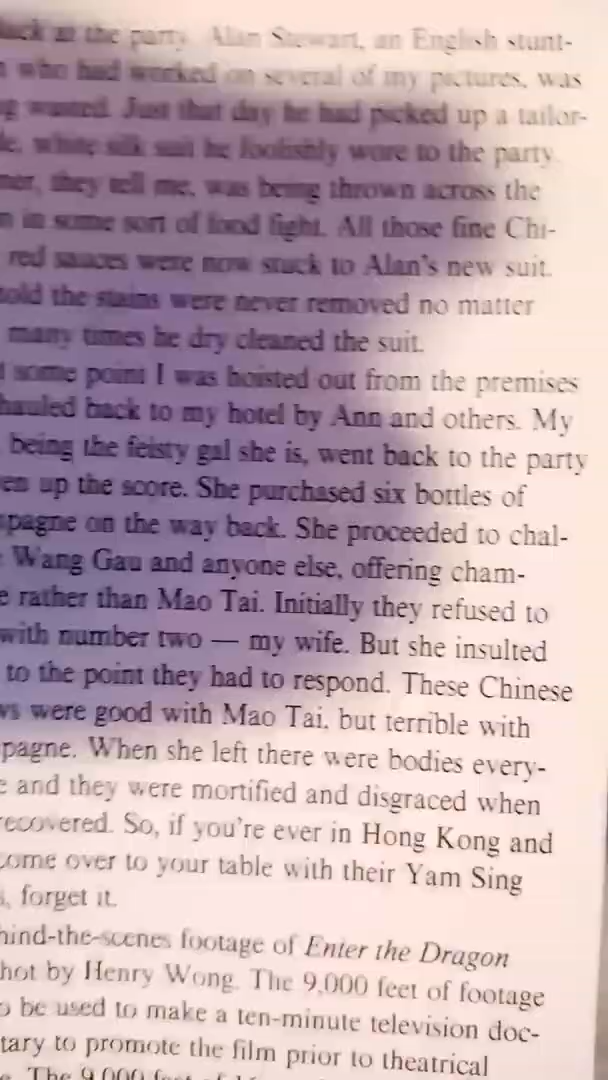 at the party. Alan Stewart, an English stunt-
who had worked on several of my pictures, was
wasted. Just that day he had picked up a tailor-
white silk suit he foolishly wore to the party.
they tell me, was being thrown across the
in some sort of food fight. All those fine Chi-
red sauces were now stuck to Alan's new suit.
told the stains were never removed no matter
many times he dry cleaned the suit.
some point I was hoisted out from the premises
hauled back to my hotel by Ann and others. My
being the feisty gal she is, went back to the party
en up the score. She purchased six bottles of
pagne on the way back. She proceeded to chal-
Wang Gau and anyone else, offering cham-
e rather than Mao Tai. Initially they refused to
with number two — my wife. But she insulted
to the point they had to respond. These Chinese
ws were good with Mao Tai, but terrible with
pagne. When she left there were bodies every-
e and they were mortified and disgraced when
recovered. So, if you're ever in Hong Kong and
come over to your table with their Yam Sing
s, forget it.
hind-the-scenes footage of Enter the Dragon
hot by Henry Wong. The 9,000 feet of footage
o be used to make a ten-minute television doc-
tary to promote the film prior to theatrical
The 9,000 feet of